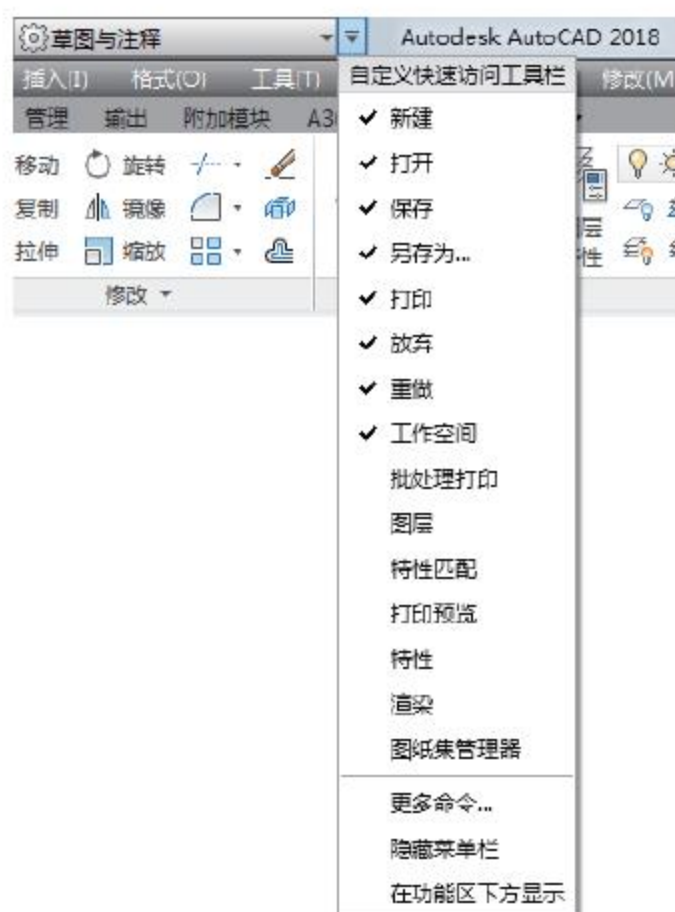 草图与注释
Autodesk AutoCAD 2018
插入(I) 格式(O) 工具(T) 修改(M
自定义快速访问工具栏
管理 输出 附加模块 A3
移动 旋转
复制 镜像
拉伸 缩放
修改
层
性
新建
打开
保存
另存为...
打印
放弃
重做
工作空间
批处理打印
图层
特性匹配
打印预览
特性
渲染
图纸集管理器
更多命令...
隐藏菜单栏
在功能区下方显示